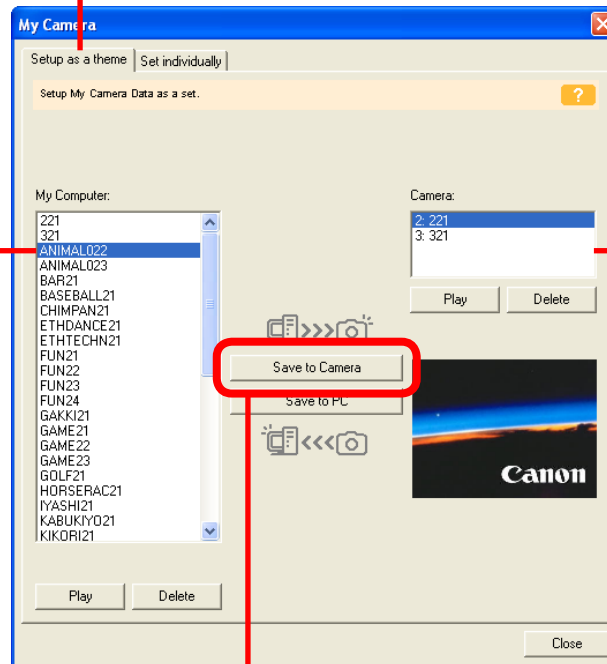 My Camera
Setup as a theme
Set individually
Setup My Camera Data as a set.
?
My Computer:
221
321
ANIMAL022
ANIMAL023
BAR21
BASEBALL21
CHIMPAN21
ETHDANCE21
ETHTECHN21
FUN21
FUN22
FUN23
FUN24
GAKKI21
GAME21
GAME22
GAME23
GOLF21
HORSERAC21
IYASHI21
KABUKIYO21
KIKORI21
Play
Delete
>>>
Save to Camera
Save to PC
<<<
Camera:
2: 221
3: 321
Play
Delete
Canon
Close